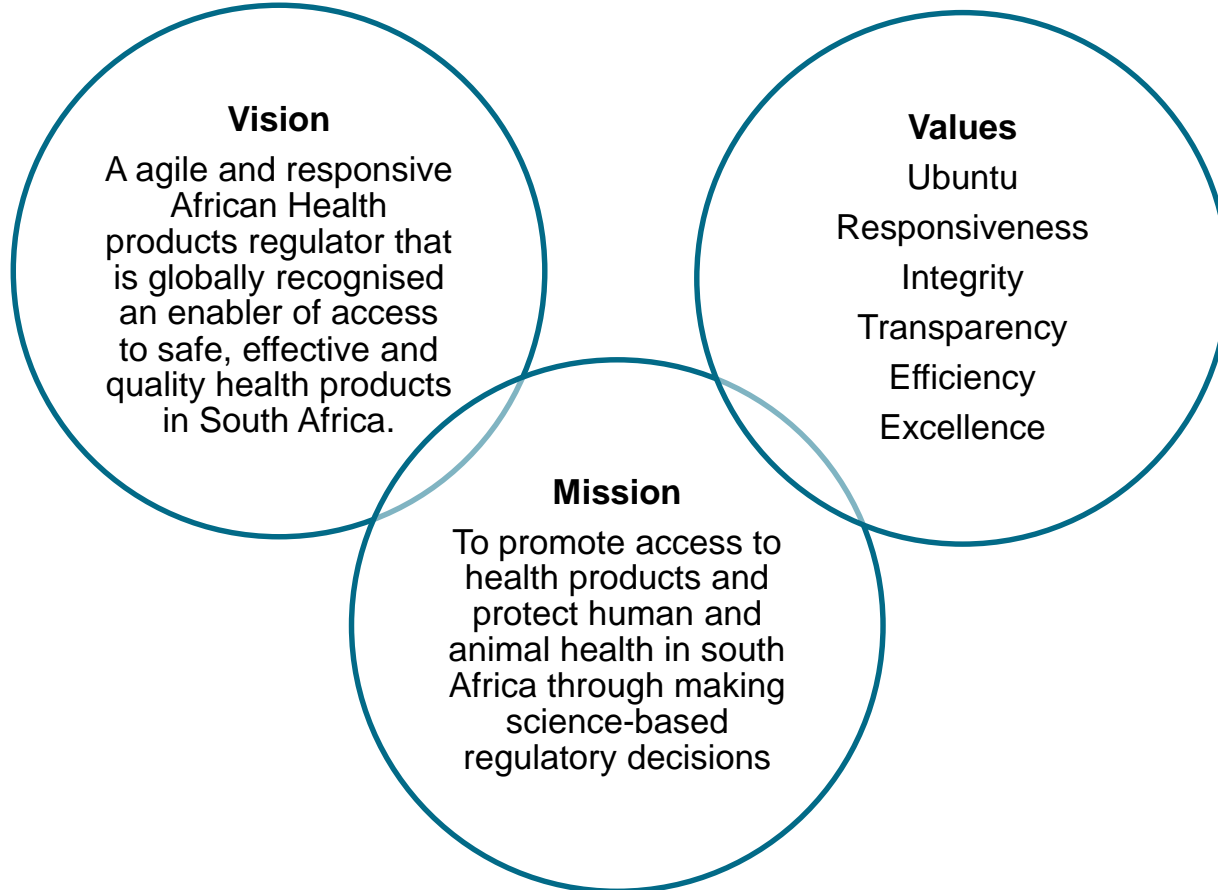 Vision
A agile and responsive
African Health
products regulator that
is globally recognised
an enabler of access
to safe, effective and
quality health products
in South Africa.
Values
Ubuntu
Responsiveness
Integrity
Transparency
Efficiency
Excellence
Mission
To promote access to
health products and
protect human and
animal health in south
Africa through making
science-based
regulatory decisions